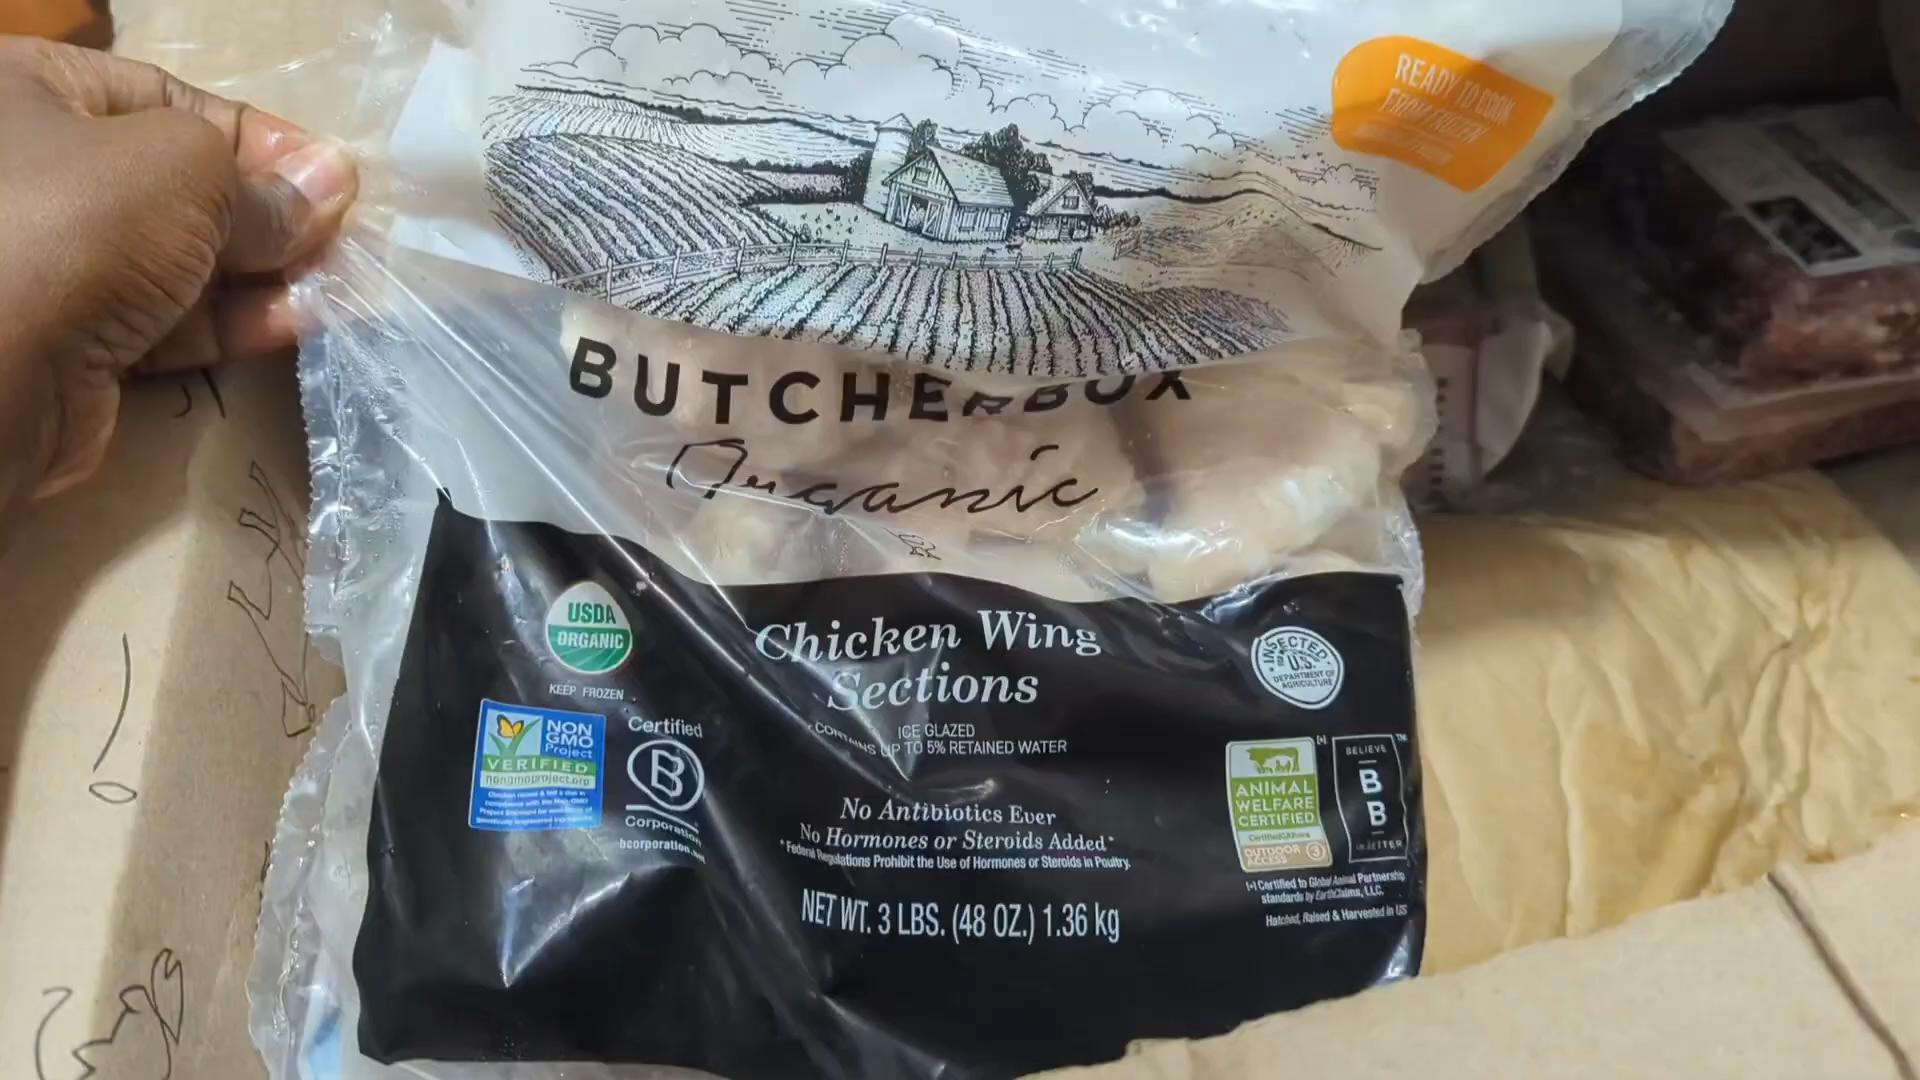 READY TO COOK
FROM FROZEN
BUTCHERBOX
Organic
USDA
ORGANIC
KEEP FROZEN
NON
GMO
Project
VERIFIED
nongmoproject.org
Certified
B
Corporation
bcorporation.net
Chicken Wing
Sections
ICE GLAZED
CONTAINS UP TO 5% RETAINED WATER
No Antibiotics Ever
No Hormones or Steroids Added*
*Federal Regulations Prohibit the Use of Hormones or Steroids in Poultry.
NET WT. 3 LBS. (48 OZ.) 1.36 kg
INSPECTED
FOR
U.S.
DEPARTMENT OF
AGRICULTURE
[+]
ANIMAL
WELFARE
CERTIFIED
OUTDOOR
ACCESS 3
BELIEVE
B
B
IN BETTER
TM
[+] Certified to Global Animal Partnership
standards by EarthClaims, LLC.
Hatched, Raised & Harvested in US